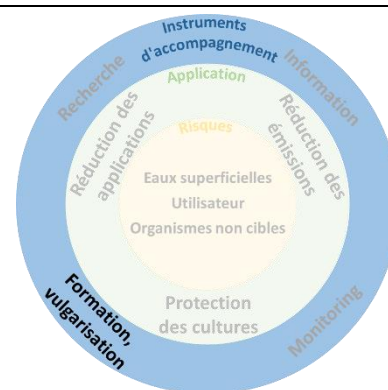 Instruments
d'accompagnement
Recherche
Information
Application
Réduction des
applications
Réduction des
émissions
Risques
Eaux superficielles
Utilisateur
Organismes non cibles
Protection
des cultures
Formation,
vulgarisation
Monitoring